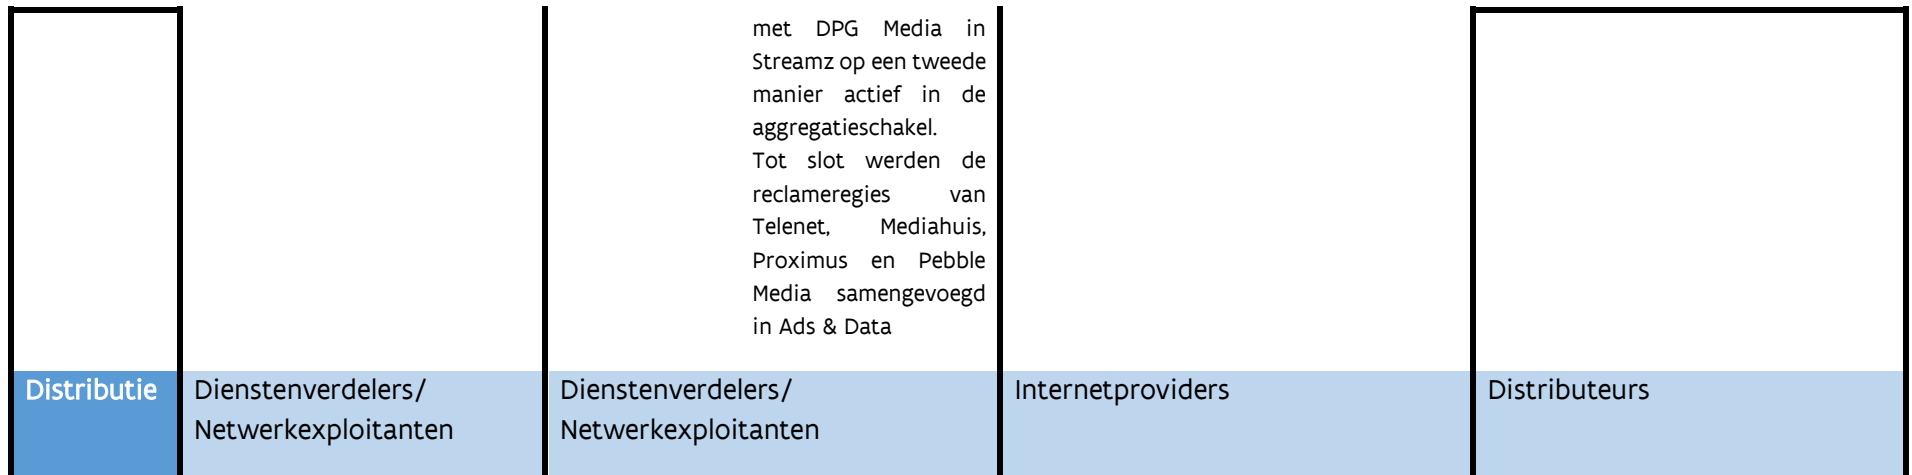 met DPG Media in
Streamz op een tweede
manier actief in de
aggregatieschakel.
Tot slot werden de
reclameregies van
Telenet, Mediahuis,
Proximus en Pebble
Media samengevoegd
in Ads & Data
Distributie
Dienstenverdelers/
Netwerkexploitanten
Dienstenverdelers/
Netwerkexploitanten
Internetproviders
Distributeurs